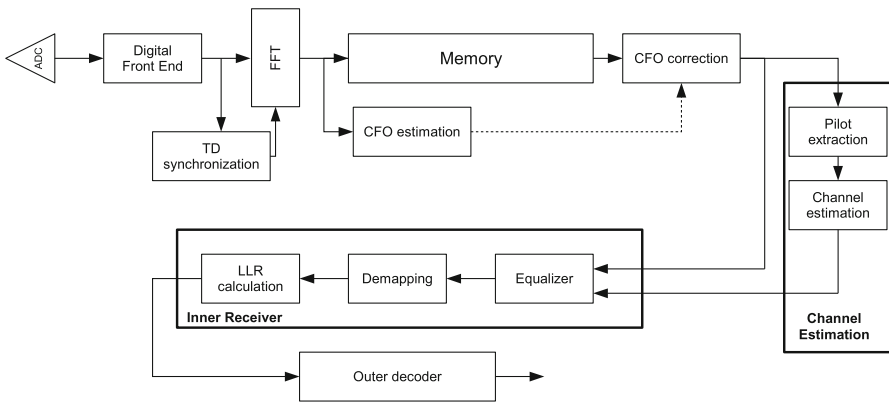 ADC
Digital
Front End
FFT
Memory
CFO correction
TD
synchronization
CFO estimation
Pilot
extraction
Channel
estimation
Channel
Estimation
LLR
calculation
Demapping
Equalizer
Inner Receiver
Outer decoder